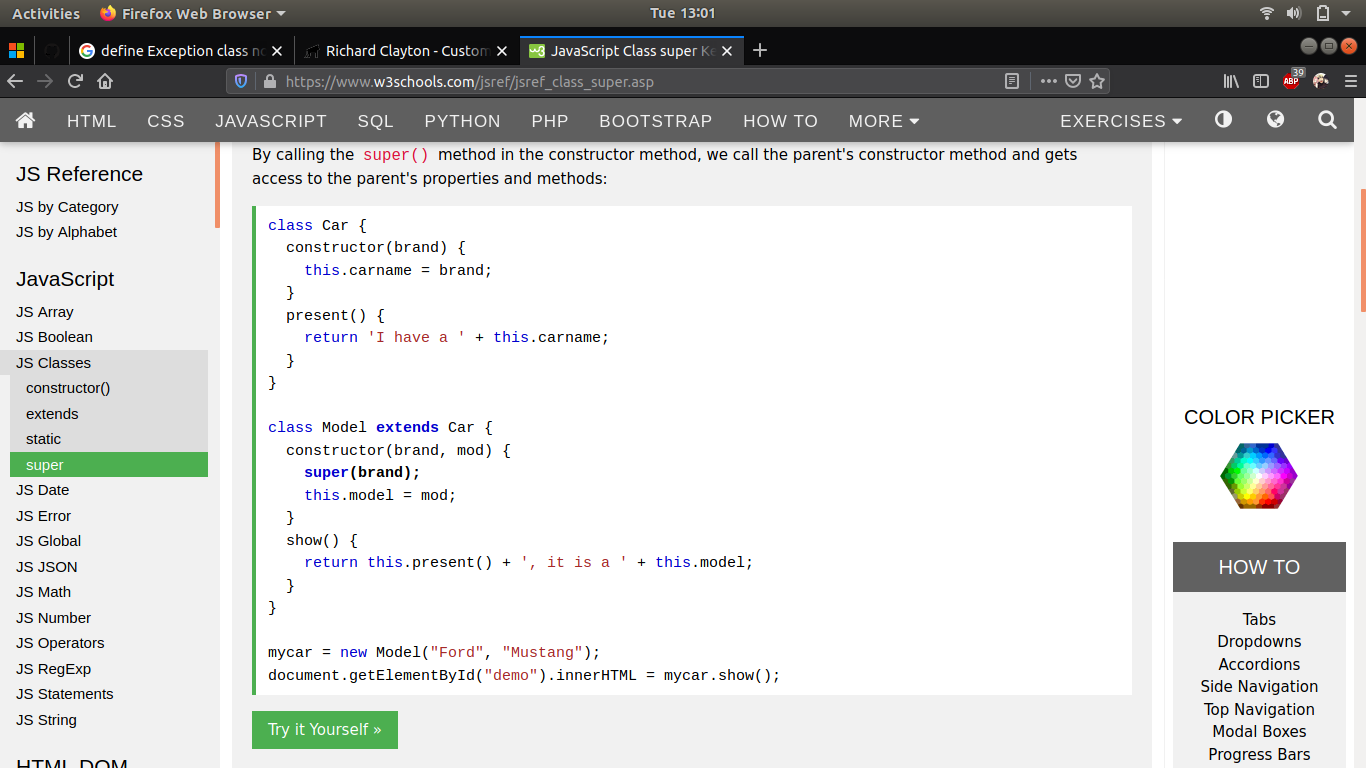 Activities Firefox Web Browser Tue 13:01
define Exception class no Richard Clayton - Custom JavaScript Class super Ke
https://www.w3schools.com/jsref/jsref_class_super.asp 39 ABP
HTML CSS JAVASCRIPT SQL PYTHON PHP BOOTSTRAP HOW TO MORE EXERCISES
JS Reference
JS by Category
JS by Alphabet
JavaScript
JS Array
JS Boolean
JS Classes
constructor()
extends
static
super
JS Date
JS Error
JS Global
JS JSON
JS Math
JS Number
JS Operators
JS RegExp
JS Statements
JS String
HTML DOM
By calling the super() method in the constructor method, we call the parent's constructor method and gets
access to the parent's properties and methods:
class Car {
  constructor(brand) {
    this.carname = brand;
  }
  present() {
    return 'I have a ' + this.carname;
  }
}
class Model extends Car {
  constructor(brand, mod) {
    super(brand);
    this.model = mod;
  }
  show() {
    return this.present() + ', it is a ' + this.model;
  }
}
mycar = new Model("Ford", "Mustang");
document.getElementById("demo").innerHTML = mycar.show();
Try it Yourself »
COLOR PICKER
HOW TO
Tabs
Dropdowns
Accordions
Side Navigation
Top Navigation
Modal Boxes
Progress Bars